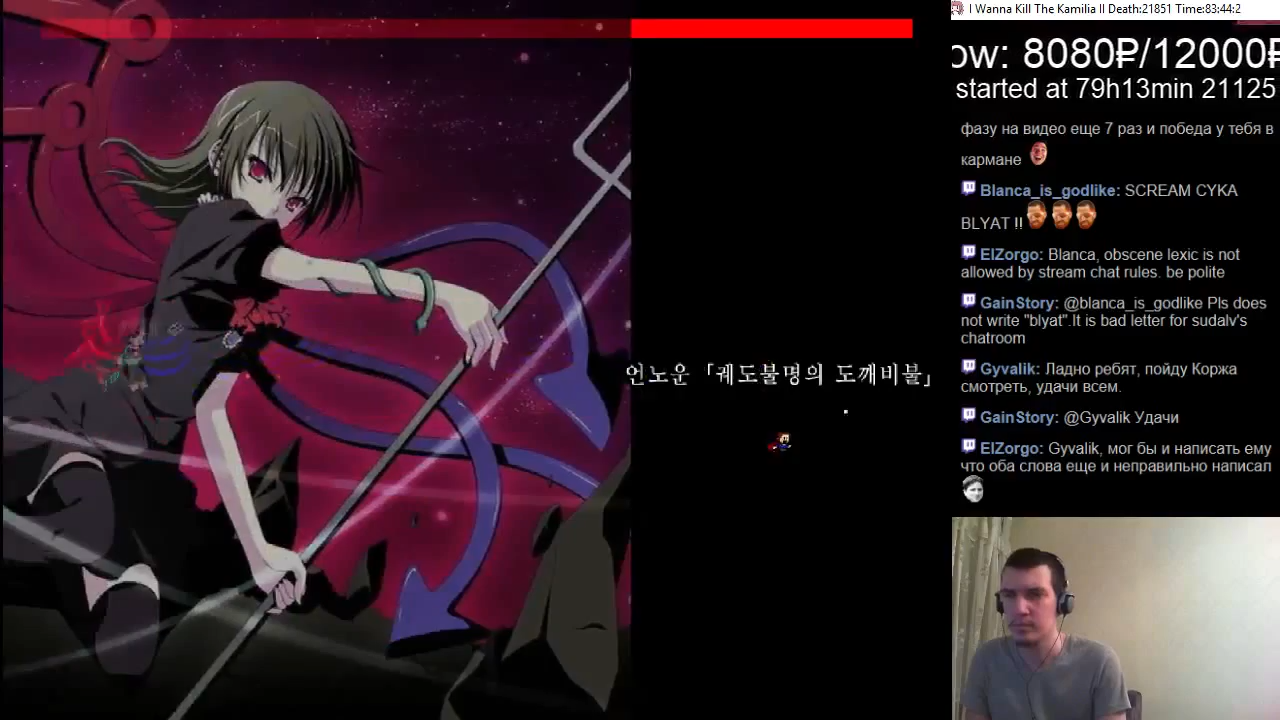 I Wanna Kill The Kamilia II Death:21851 Time:83:44:2
ow: 8080₽/12000₽
started at 79h13min 21125
фазу на видео еще 7 раз и победа у тебя в
кармане
Blanca_is_godlike: SCREAM CYKA
BLYAT !!
ElZorgo: Blanca, obscene lexic is not
allowed by stream chat rules. be polite
GainStory: @blanca_is_godlike Pls does
not write "blyat".It is bad letter for sudalv's
chatroom
Gyvalik: Ладно ребят, пойду Коржа
смотреть, удачи всем.
GainStory: @Gyvalik Удачи
ElZorgo: Gyvalik, мог бы и написать ему
что оба слова еще и неправильно написал
언노운「궤도불명의 도깨비불」